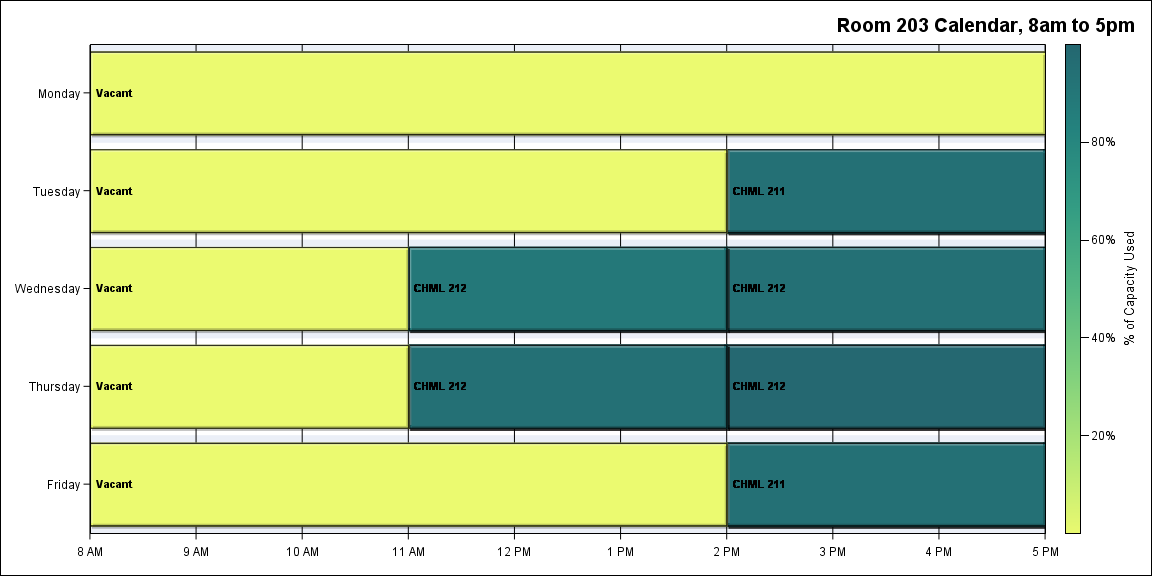 Room 203 Calendar, 8am to 5pm
Monday
Vacant
Tuesday
Vacant
CHML 211
Wednesday
Vacant
CHML 212
CHML 212
Thursday
Vacant
CHML 212
CHML 212
Friday
Vacant
CHML 211
8 AM
9 AM
10 AM
11 AM
12 PM
1 PM
2 PM
3 PM
4 PM
5 PM
80%
60%
40%
20%
% of Capacity Used